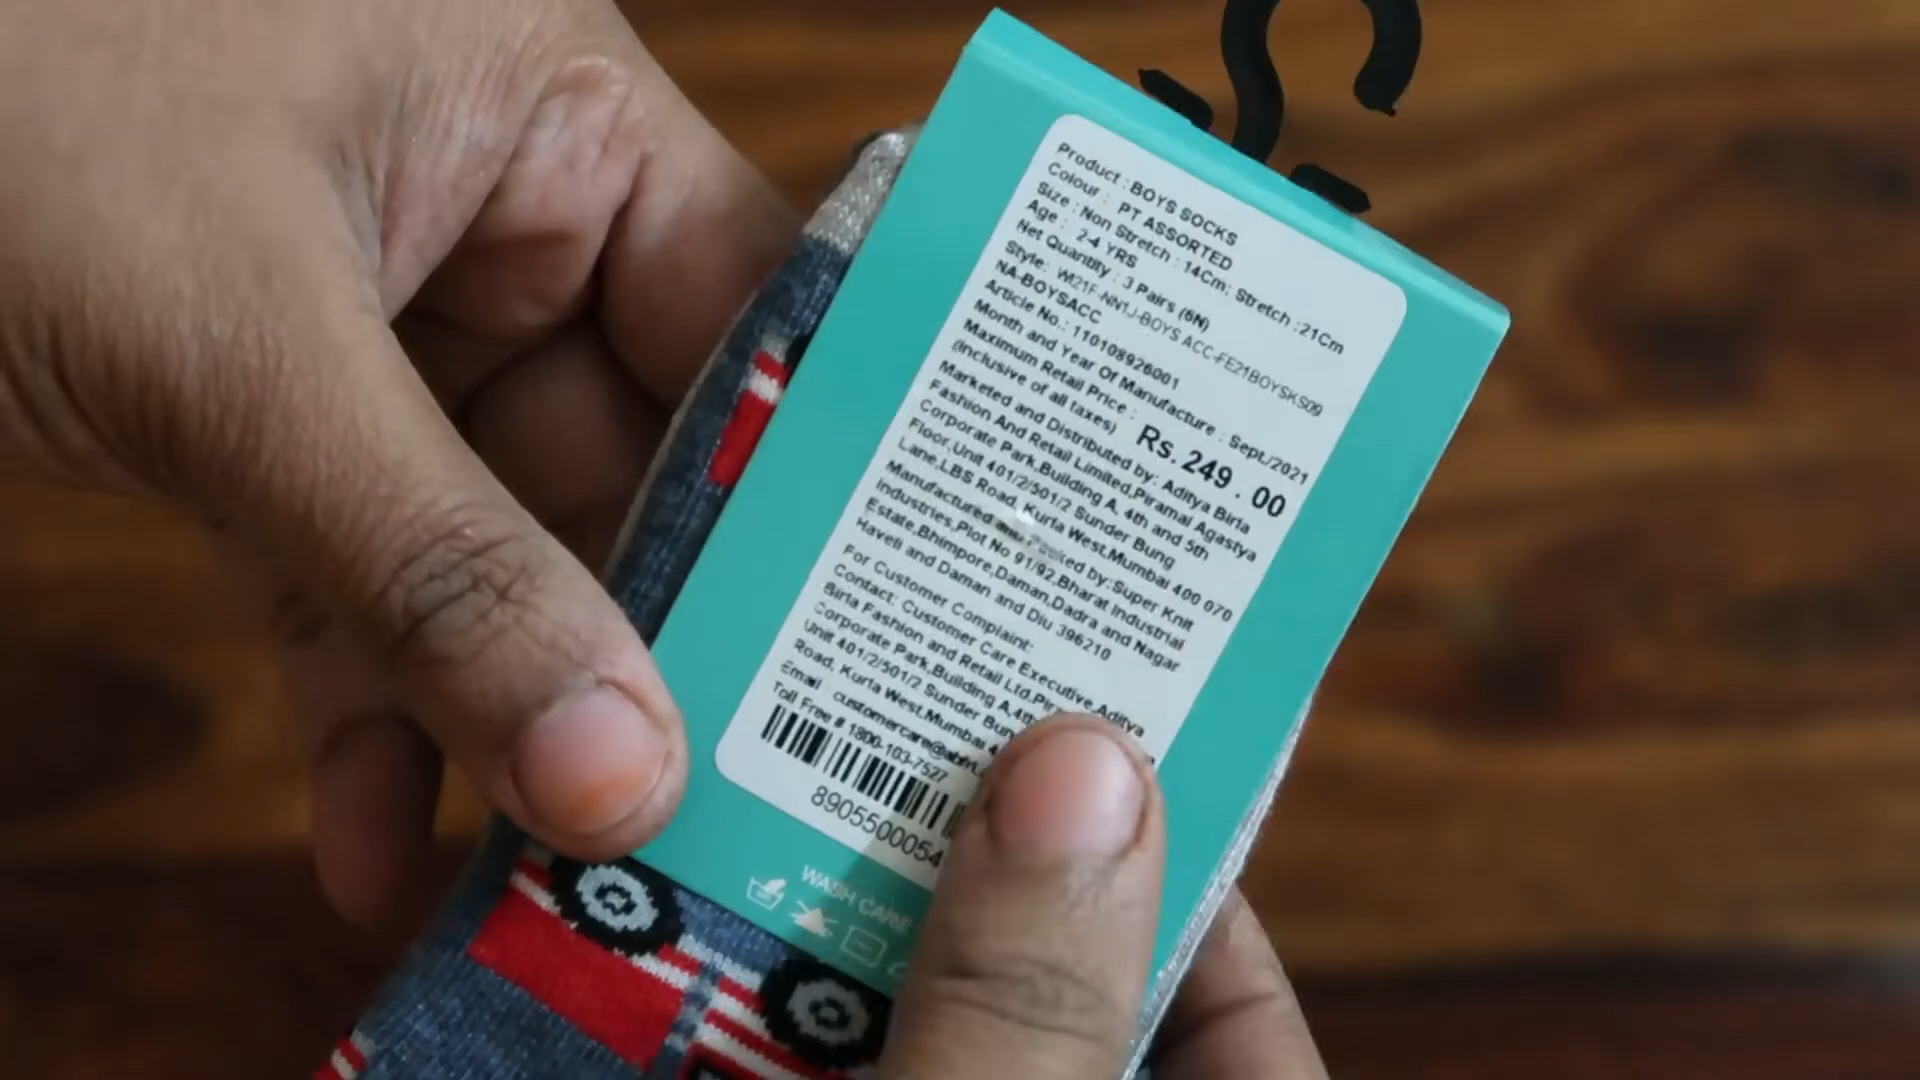 Product : BOYS SOCKS
Colour : PT ASSORTED
Size : Non Stretch : 14Cm; Stretch :21Cm
Age : 2-4 YRS
Net Quantity : 3 Pairs (6N)
Style: WI21F-NN1J-BOYS ACC-FE21BOYSKS09
NA-BOYSACC
Article No.: 110108926001
Month and Year Of Manufacture : Sept./2021
Maximum Retail Price : Rs. 249 . 00
(Inclusive of all taxes)
Marketed and Distributed by: Aditya Birla
Fashion And Retail Limited,Piramal Agastya
Corporate Park,Building A, 4th and 5th
Floor,Unit 401/2/501/2 Sunder Bung
Lane,LBS Road, Kurla West,Mumbai 400 070
Manufactured and Packed by:Super Knit
Industries,Plot No 91/92,Bharat Industrial
Estate,Bhimpore,Daman,Dadra and Nagar
Haveli and Daman and Diu 396210
For Customer Complaint:
Contact: Customer Care Executive,Aditya
Birla Fashion and Retail Ltd,
Corporate Park,Building A,4th
Unit 401/2/501/2 Sunder
Road, Kurla West,Mumbai
Email : customercare@
Toll Free # 1800-103-7527
8905500054
WASH CARE